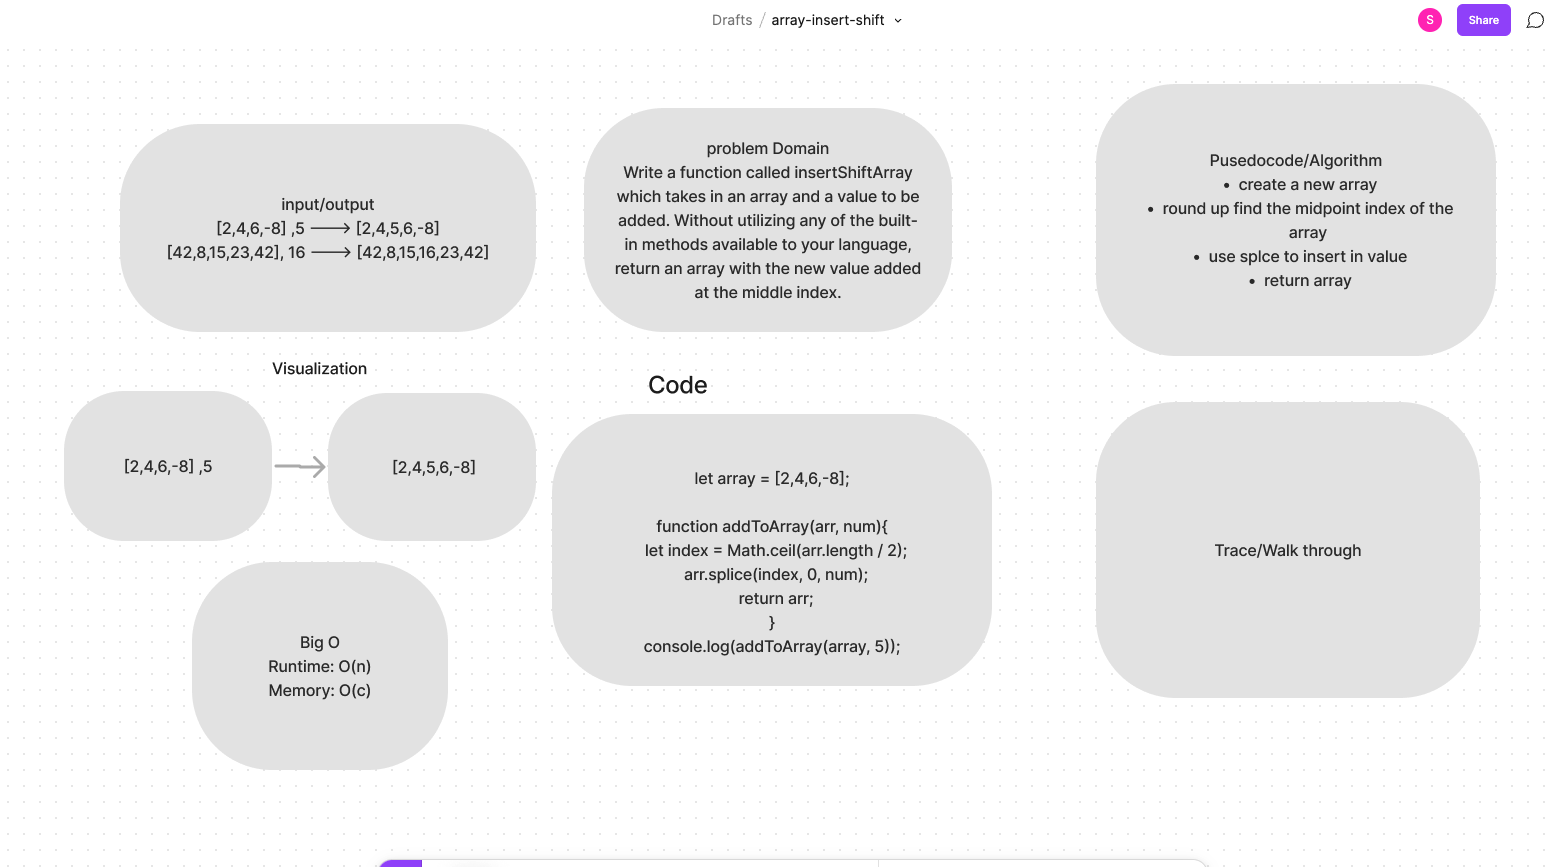 Drafts / array-insert-shift
S
Share
input/output
[2,4,6,-8] ,5 ⟶ [2,4,5,6,-8]
[42,8,15,23,42], 16 ⟶ [42,8,15,16,23,42]
problem Domain
Write a function called insertShiftArray
which takes in an array and a value to be
added. Without utilizing any of the built-
in methods available to your language,
return an array with the new value added
at the middle index.
Pusedocode/Algorithm
• create a new array
• round up find the midpoint index of the
array
• use splce to insert in value
• return array
Visualization
[2,4,6,-8] ,5
[2,4,5,6,-8]
Code
let array = [2,4,6,-8];
function addToArray(arr, num){
let index = Math.ceil(arr.length / 2);
arr.splice(index, 0, num);
return arr;
}
console.log(addToArray(array, 5));
Trace/Walk through
Big O
Runtime: O(n)
Memory: O(c)